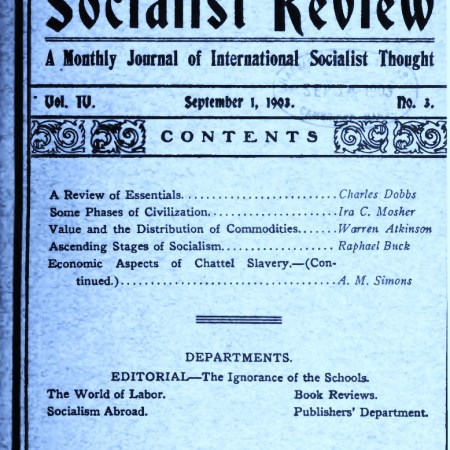 Socialist Review
A Monthly Journal of International Socialist Thought
Vol. IV. September 1, 1903. No. 3.
CONTENTS
A Review of Essentials.........................Charles Dobbs
Some Phases of Civilization....................Ira C. Mosher
Value and the Distribution of Commodities......Warren Atkinson
Ascending Stages of Socialism..................Raphael Buck
Economic Aspects of Chattel Slavery.—(Con-
tinued.).......................................A. M. Simons
DEPARTMENTS.
EDITORIAL—The Ignorance of the Schools.
The World of Labor. Book Reviews.
Socialism Abroad. Publishers' Department.